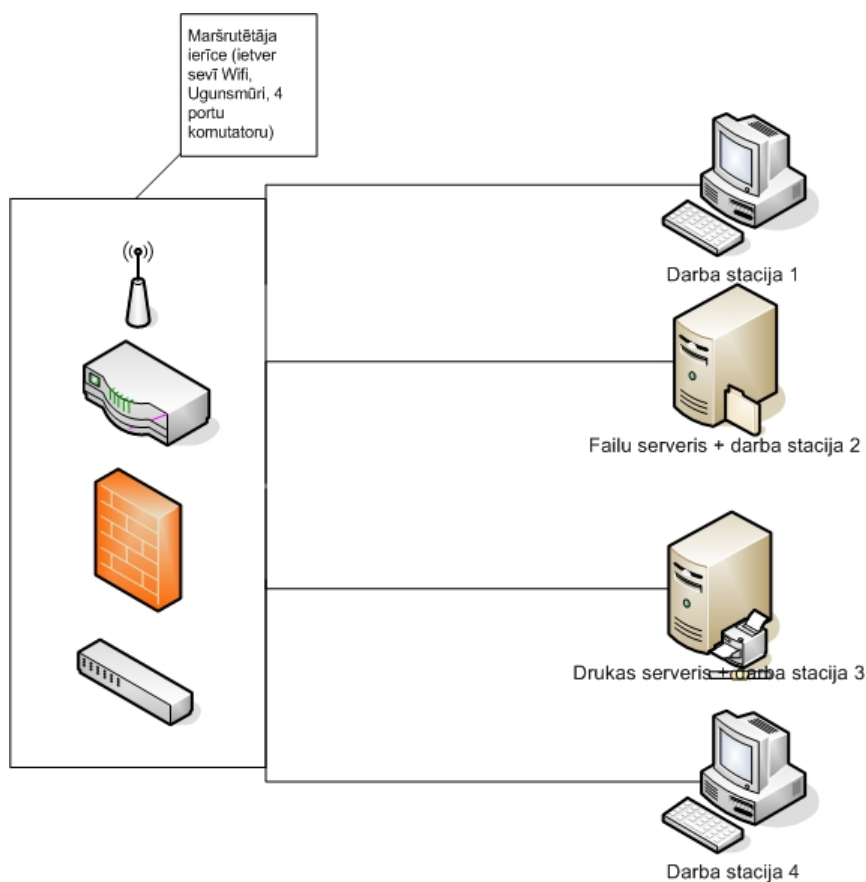 Maršrutētāja
ierīce (ietver
sevī Wifi,
Ugunsmūri, 4
portu
komutatoru)
Darba stacija 1
Failu serveris + darba stacija 2
Drukas serveris + darba stacija 3
Darba stacija 4